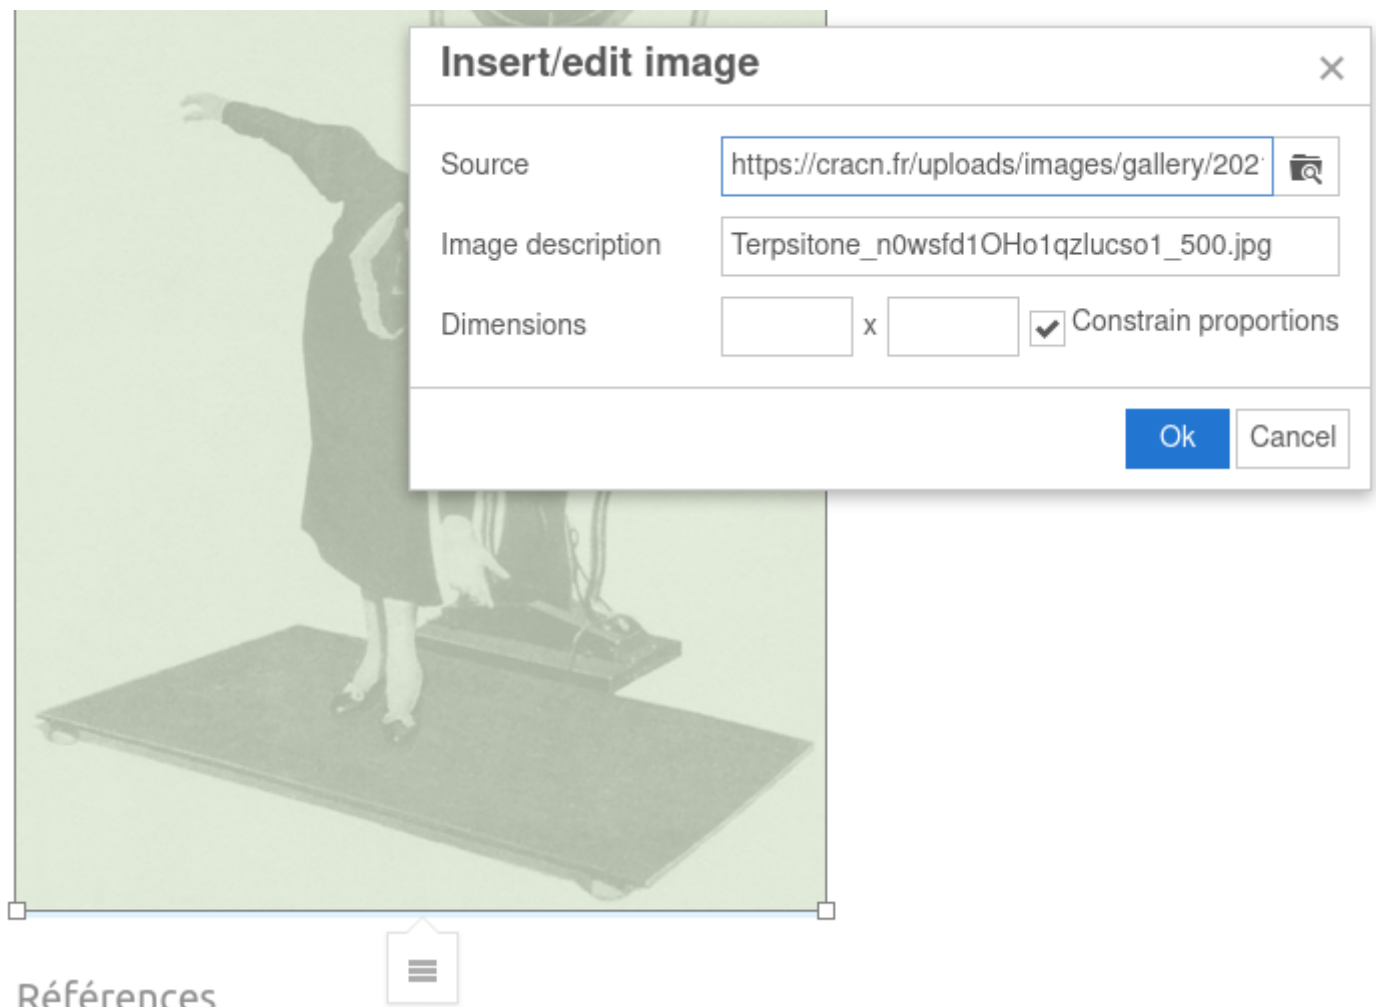 Insert/edit image
Source
https://cracn.fr/uploads/images/gallery/202
Image description
Terpsitone_n0wsfd1OHo1qzlucso1_500.jpg
Dimensions
x
Constrain proportions
Ok
Cancel
Références